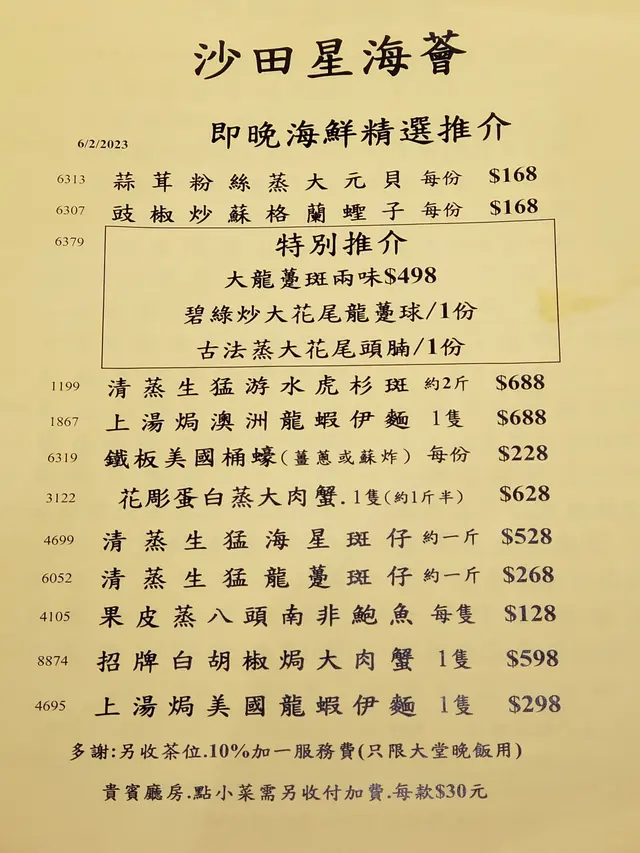 沙田星海薈
6/2/2023 即晚海鮮精選推介
6313 蒜茸粉絲蒸大元貝 每份 $168
6307 豉椒炒蘇格蘭蟶子 每份 $168
6379 特別推介
大龍躉斑兩味$498
碧綠炒大花尾龍躉球/1份
古法蒸大花尾頭腩/1份
1199 清蒸生猛游水虎杉斑 約2斤 $688
1867 上湯焗澳洲龍蝦伊麵 1隻 $688
6319 鐵板美國桶蠔(薑蔥或酥炸) 每份 $228
3122 花彫蛋白蒸大肉蟹.1隻(約1斤半) $628
4699 清蒸生猛海星斑仔 約一斤 $528
6052 清蒸生猛龍躉斑仔 約一斤 $268
4105 果皮蒸八頭南非鮑魚 每隻 $128
8874 招牌白胡椒焗大肉蟹 1隻 $598
4695 上湯焗美國龍蝦伊麵 1隻 $298
多謝:另收茶位.10%加一服務費(只限大堂晚飯用)
貴賓廳房.點小菜需另收付加費.每款$30元